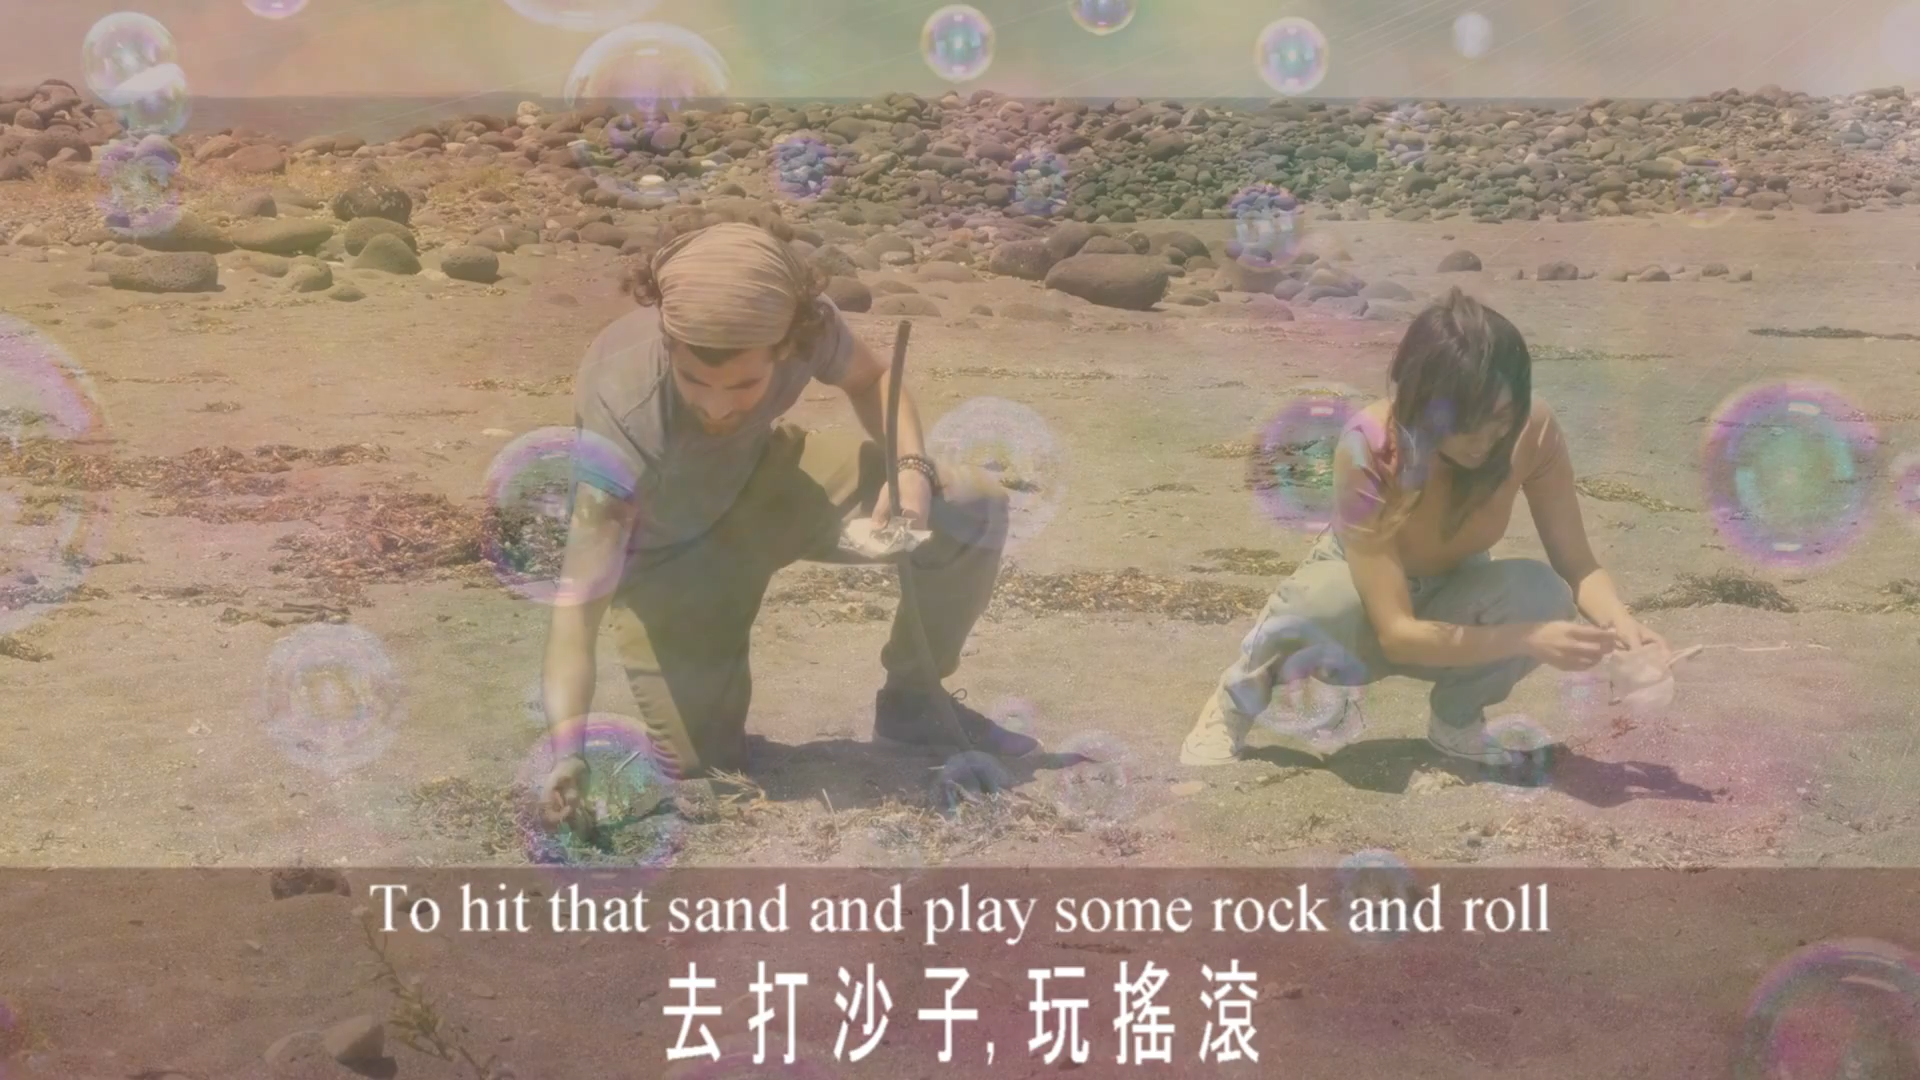 To hit that sand and play some rock and roll
去打沙子,玩搖滾